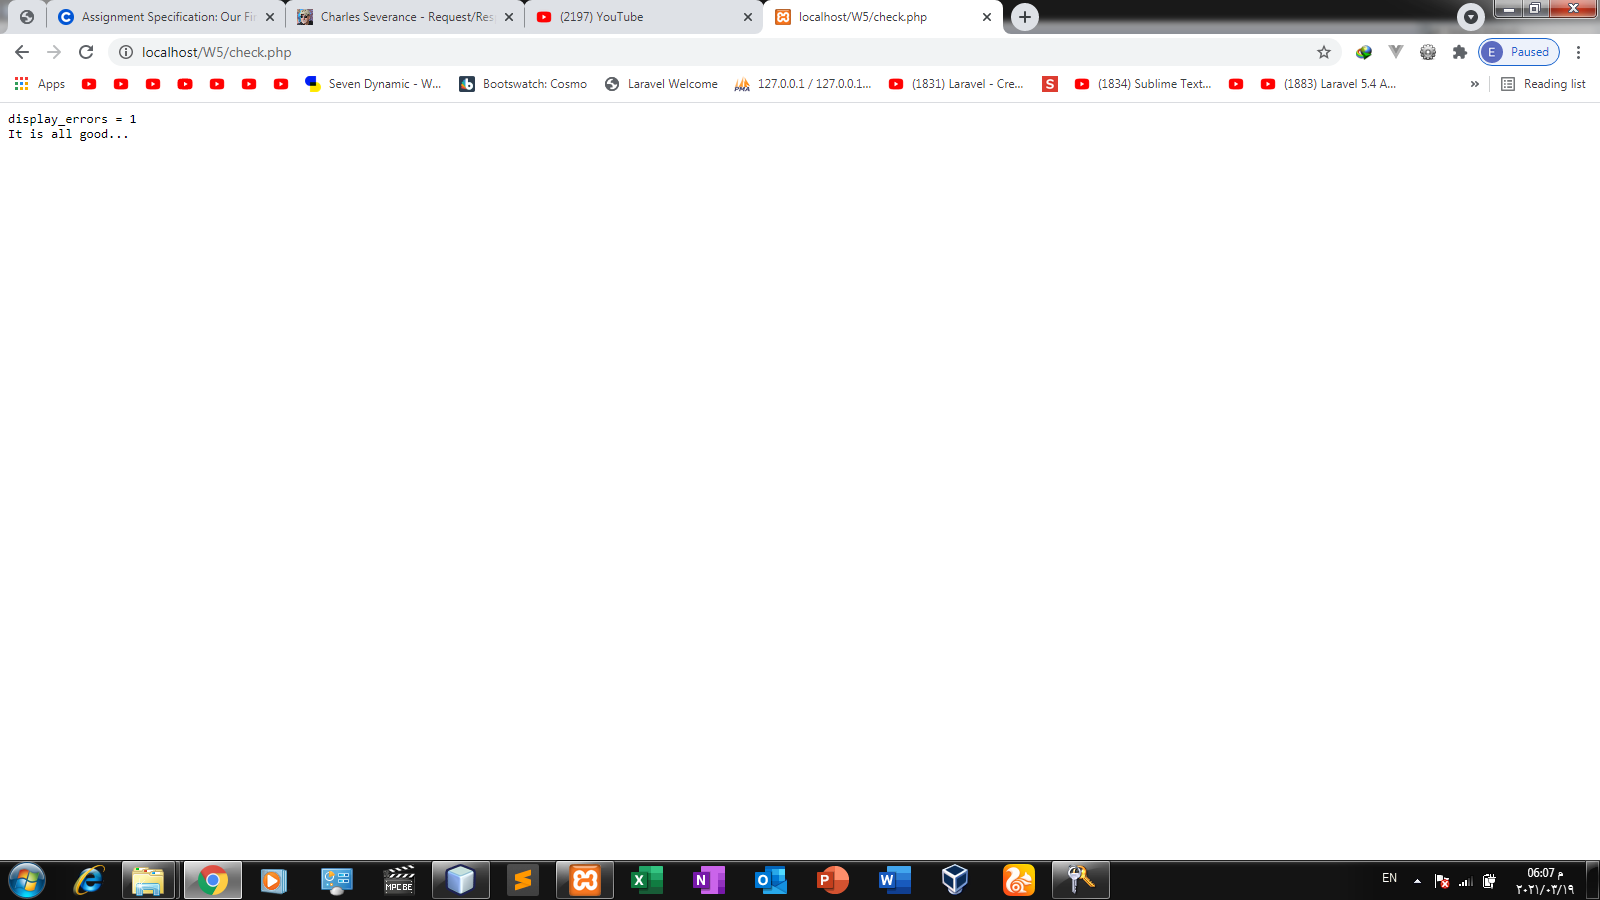 Assignment Specification: Our Fir
Charles Severance - Request/Res
(2197) YouTube
localhost/W5/check.php
localhost/W5/check.php
E Paused
Apps
Seven Dynamic - W...
Bootswatch: Cosmo
Laravel Welcome
PMA
127.0.0.1 / 127.0.0.1...
(1831) Laravel - Cre...
S
(1834) Sublime Text...
(1883) Laravel 5.4 A...
»
Reading list
display_errors = 1
It is all good...
MPC BE
N
O
P
W
EN
06:07 م
٢٠٢١/٠٣/١٩